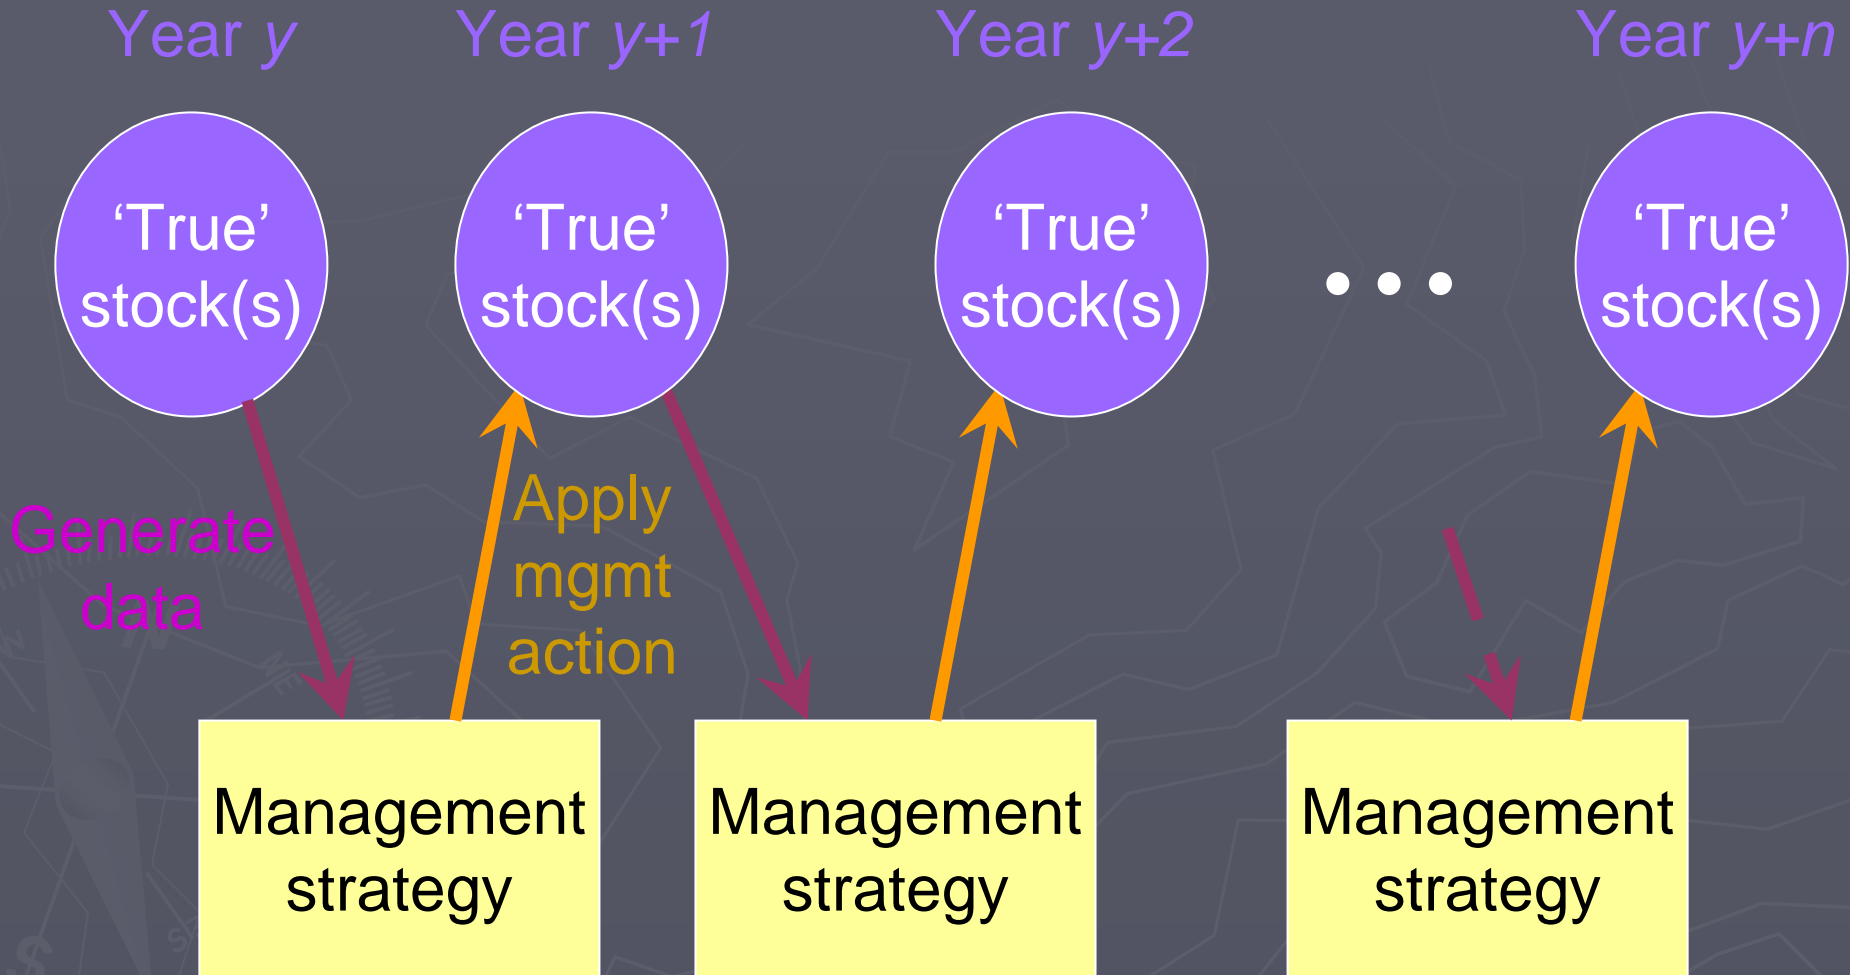 Year y
Year y+1
Year y+2
Year y+n
‘True’
stock(s)
‘True’
stock(s)
‘True’
stock(s)
...
‘True’
stock(s)
Generate
data
Apply
mgmt
action
Management
strategy
Management
strategy
Management
strategy
N
NE